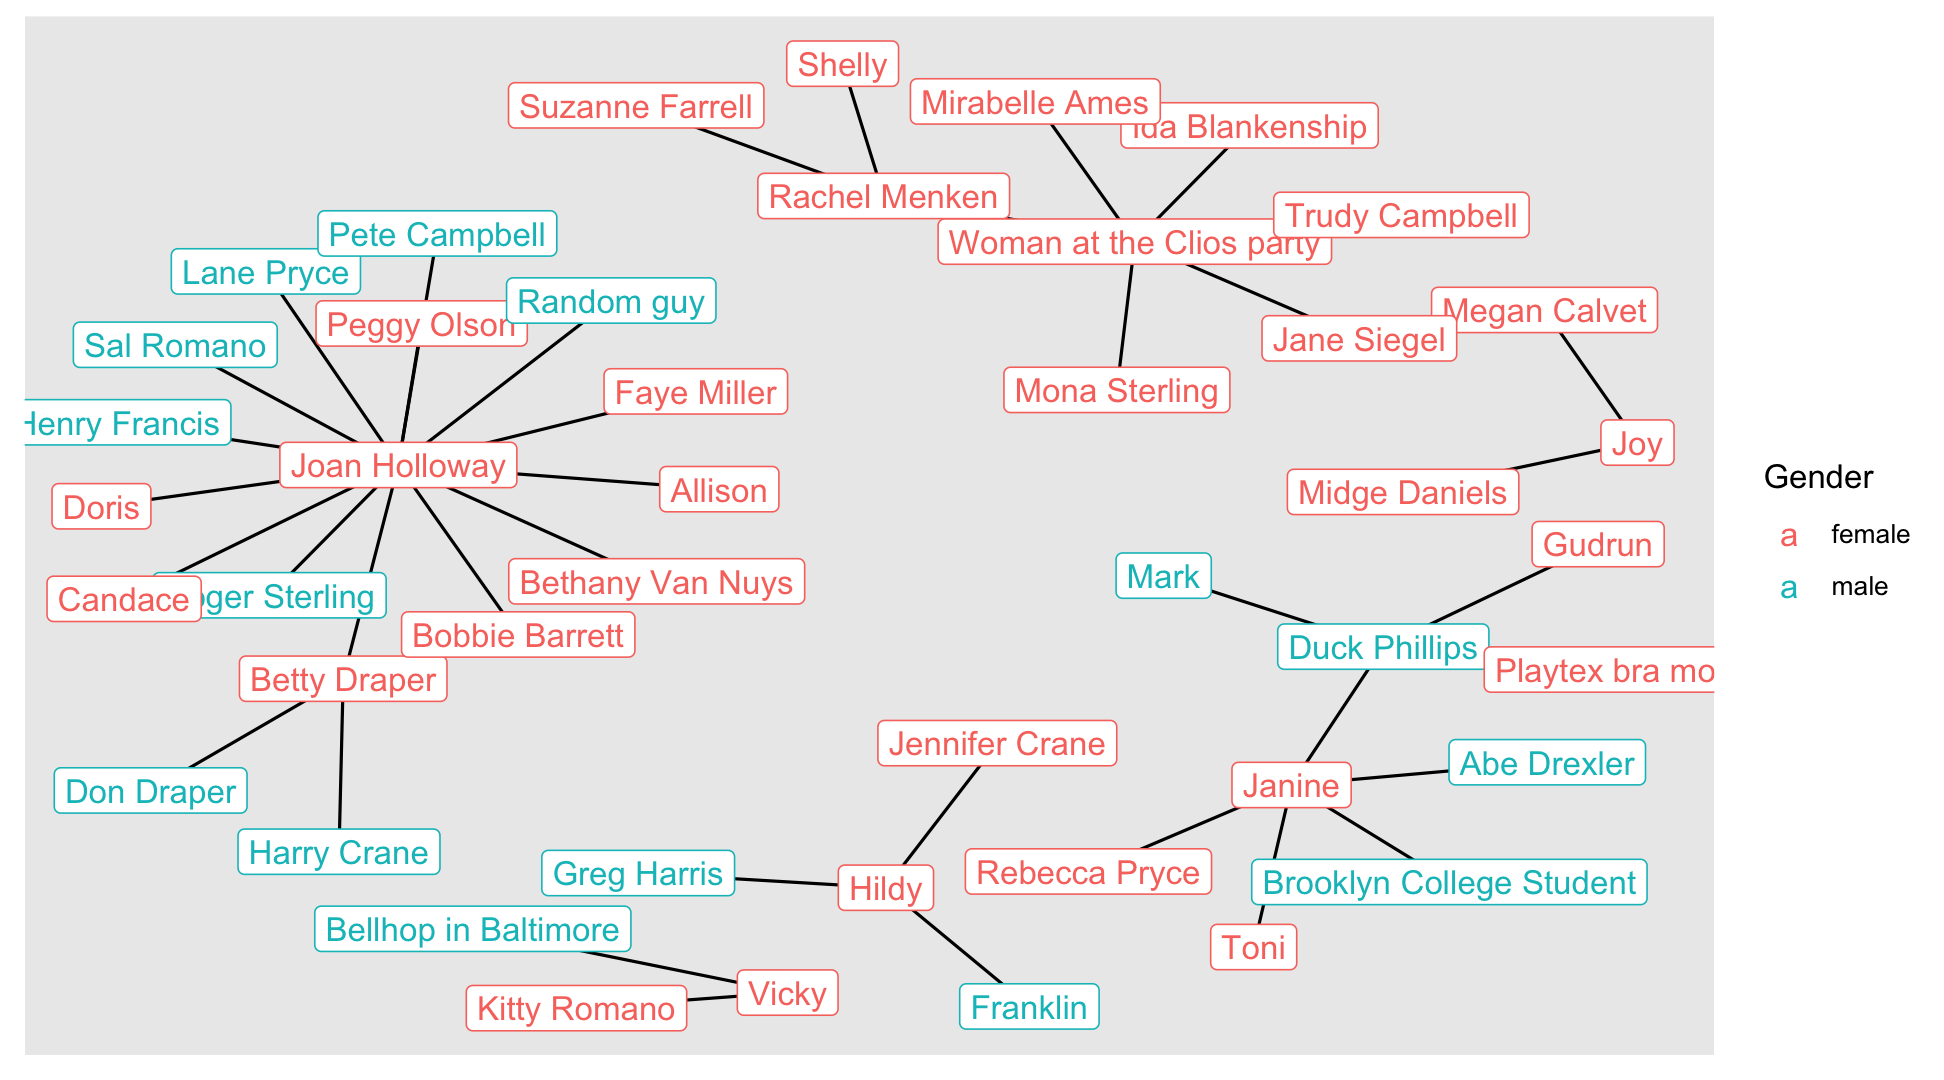 Shelly
Suzanne Farrell
Mirabelle Ames
Ida Blankenship
Rachel Menken
Trudy Campbell
Woman at the Clios party
Pete Campbell
Lane Pryce
Random guy
Peggy Olson
Megan Calvet
Sal Romano
Jane Siegel
Faye Miller
Mona Sterling
Henry Francis
Joan Holloway
Joy
Allison
Midge Daniels
Doris
Gender
a female
a male
Gudrun
Mark
Bethany Van Nuys
Candace
oger Sterling
Bobbie Barrett
Duck Phillips
Playtex bra mo
Betty Draper
Jennifer Crane
Abe Drexler
Janine
Don Draper
Harry Crane
Greg Harris
Hildy
Rebecca Pryce
Brooklyn College Student
Bellhop in Baltimore
Toni
Vicky
Kitty Romano
Franklin